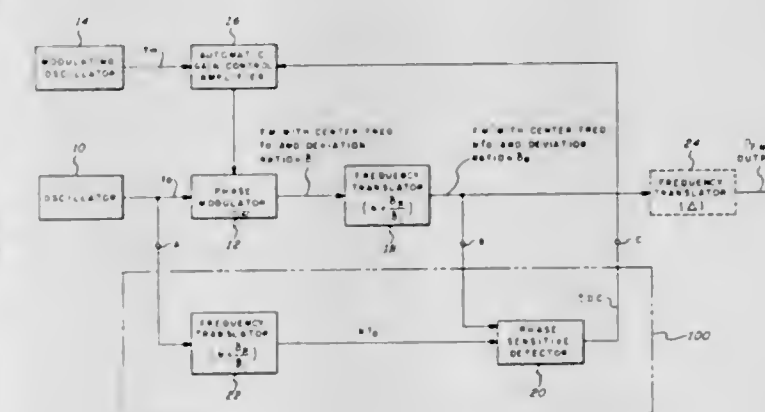 14
MODULATING
OSCILLATOR
26
AUTOMATIC
GAIN CONTROL
AMPLIFIER
10
OSCILLATOR
PHASE
MODULATOR
12
FM WITH CENTER FREQ
AND DEVIATION
FREQUENCY
TRANSLATOR
18
FM WITH CENTER FREQ
AND DEVIATION
24
FREQUENCY
TRANSLATOR
(Δ)
OUTPUT
A
B
C
FREQUENCY
TRANSLATOR
22
PHASE
SENSITIVE
DETECTOR
20
100